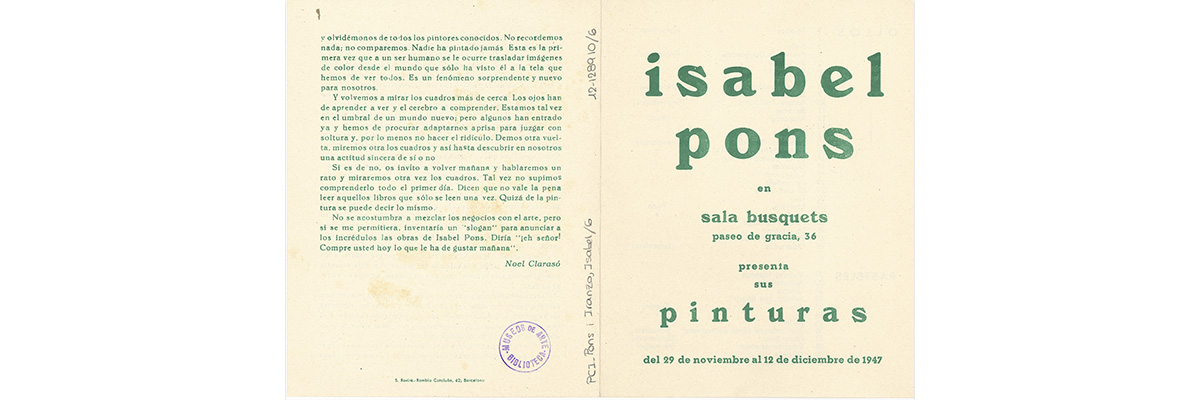 y olvidémonos de todos los pintores conocidos. No recordemos
nada; no comparemos. Nadie ha pintado jamás Esta es la pri-
mera vez que a un ser humano se le ocurre trasladar imágenes
de color desde el mundo que sólo ha visto él a la tela que
hemos de ver todos. Es un fenómeno sorprendente y nuevo
para nosotros
Y volvemos a mirar los cuadros más de cerca Los ojos han
de aprender a ver y el cerebro a comprender. Estamos tal vez
en el umbral de un mundo nuevo; pero algunos han entrado
ya y hemos de procurar adaptarnos aprisa para juzgar con
soltura y, por lo menos no hacer el ridículo. Demos otra vuel-
ta, miremos otra los cuadros y así hasta descubrir en nosotros
una actitud sincera de sí o no
Si es de no, os invito a volver mañana y hablaremos un
rato y miraremos otra vez los cuadros. Tal vez no supimos
comprenderlo todo el primer día. Dicen que no vale la pena
leer aquellos libros que sólo se leen una vez. Quizá de la pin-
tura se puede decir lo mismo.
No se acostumbra a mezclar los negocios con el arte, pero
si se me permitiera, inventaría un "slogan" para anunciar a
los incrédulos las obras de Isabel Pons. Diría "¡eh señor!
Compre usted hoy lo que le ha de gustar mañana".
Noel Clarasó
MUSEOS DE ARTE
BIBLIOTECA
Rambla Cataluña, 42; Barcelona
12-128910/6
PC1-Pons i Iranzo, Isabel/6
isabel
pons
en
sala busquets
paseo de gracia, 36
presenta
sus
pinturas
del 29 de noviembre al 12 de diciembre de 1947